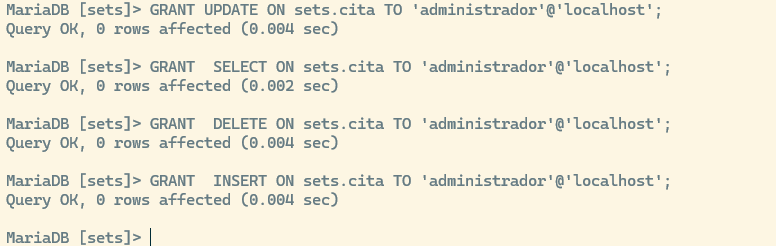 MariaDB [sets]> GRANT UPDATE ON sets.cita TO 'administrador'@'localhost';
Query OK, 0 rows affected (0.004 sec)
MariaDB [sets]> GRANT  SELECT ON sets.cita TO 'administrador'@'localhost';
Query OK, 0 rows affected (0.002 sec)
MariaDB [sets]> GRANT  DELETE ON sets.cita TO 'administrador'@'localhost';
Query OK, 0 rows affected (0.004 sec)
MariaDB [sets]> GRANT  INSERT ON sets.cita TO 'administrador'@'localhost';
Query OK, 0 rows affected (0.004 sec)
MariaDB [sets]>